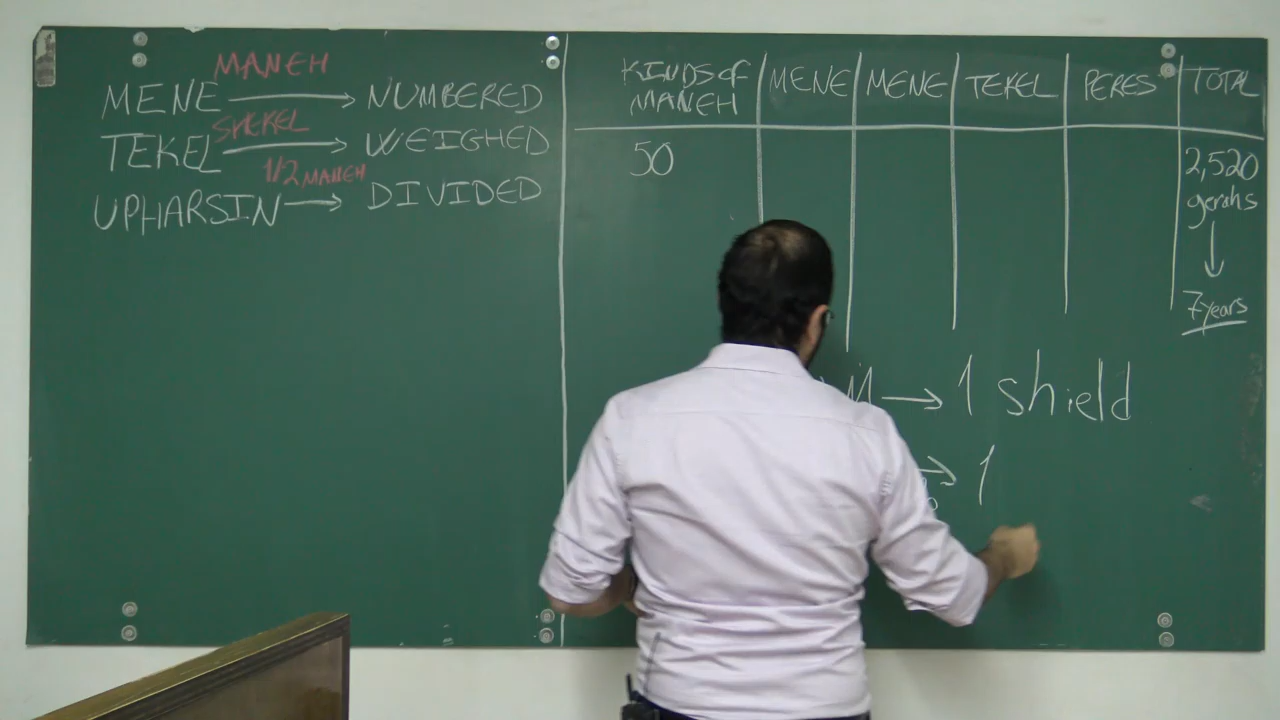 MANEH
MENE → NUMBERED
SHEKEL
TEKEL → WEIGHED
1/2 MANEH
UPHARSIN → DIVIDED
KINDS OF MANEH MENE MENE TEKEL PERES TOTAL
50 2,520 gerahs
↓
7 years
→ 1 shield
→ 1